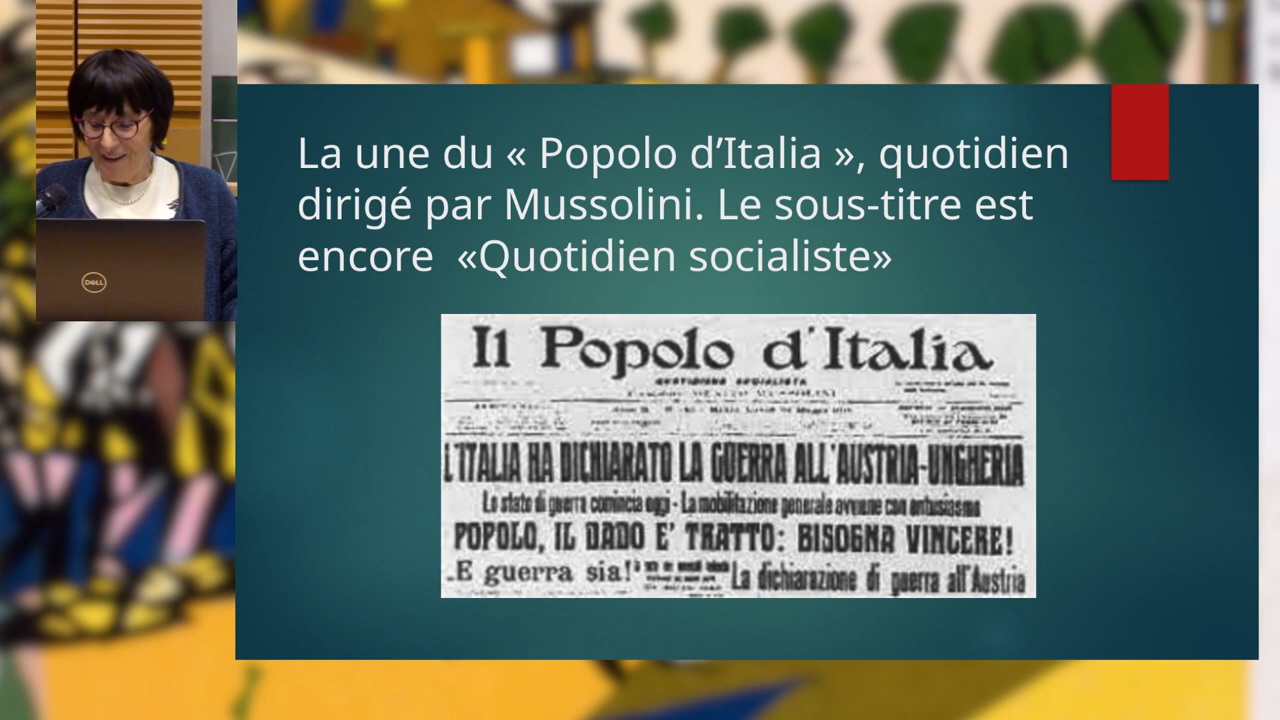 La une du « Popolo d’Italia », quotidien
dirigé par Mussolini. Le sous-titre est
encore «Quotidien socialiste»
DELL
Il Popolo d'Italia
QUOTIDIANO SOCIALISTA
L'ITALIA HA DICHIARATO LA GUERRA ALL'AUSTRIA-UNGHERIA
Lo stato di guerra comincia oggi - La mobilitazione generale avviene con entusiasmo
POPOLO, IL DADO E' TRATTO: BISOGNA VINCERE!
..E guerra sia!
La dichiarazione di guerra all'Austria